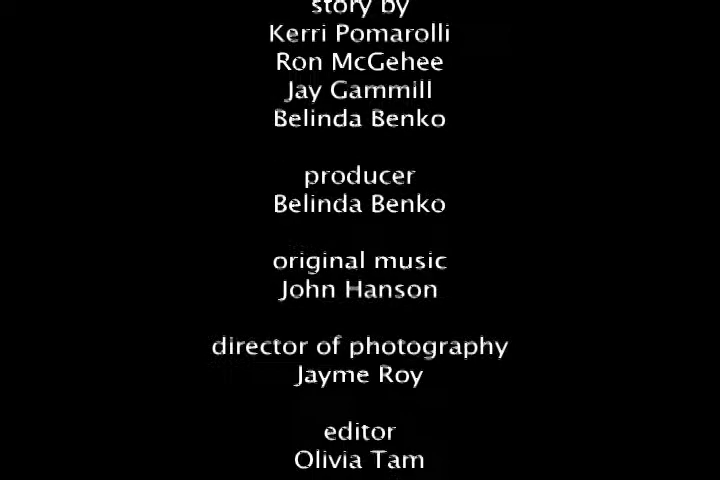 story by
Kerri Pomarolli
Ron McGehee
Jay Gammill
Belinda Benko
producer
Belinda Benko
original music
John Hanson
director of photography
Jayme Roy
editor
Olivia Tam